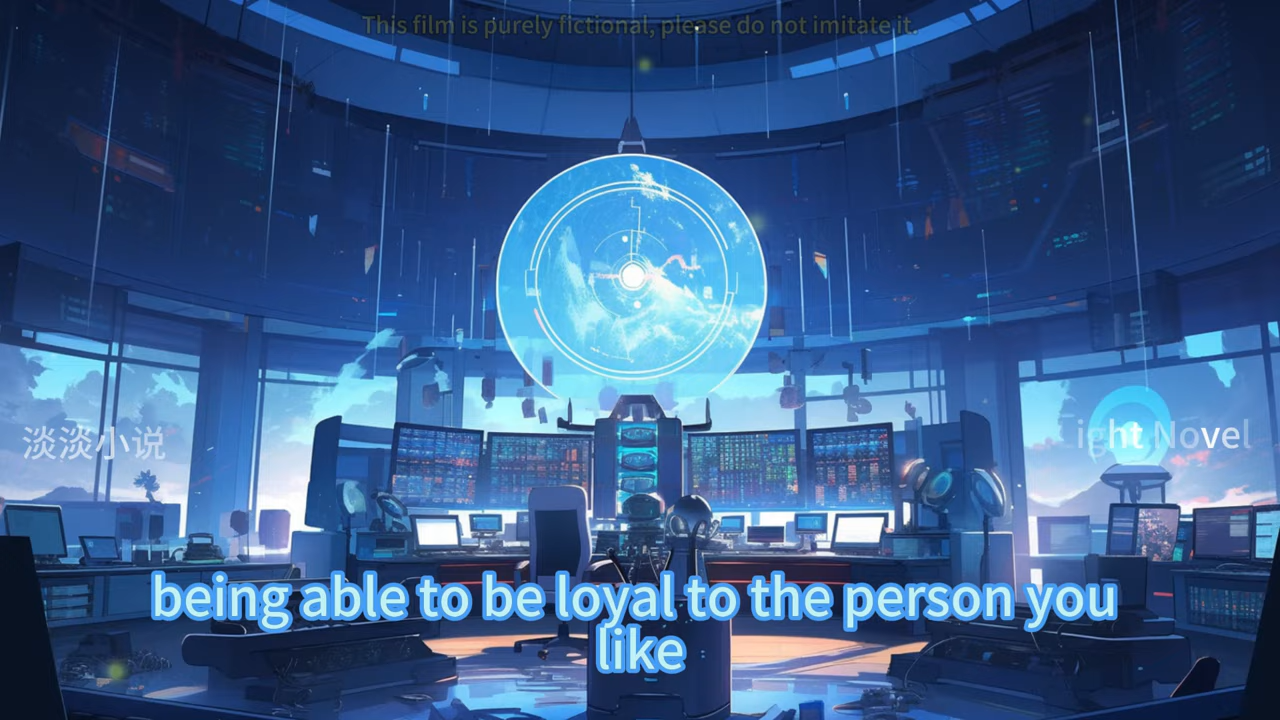 This film is purely fictional, please do not imitate it.
淡淡小说
ight Novel
being able to be loyal to the person you
like